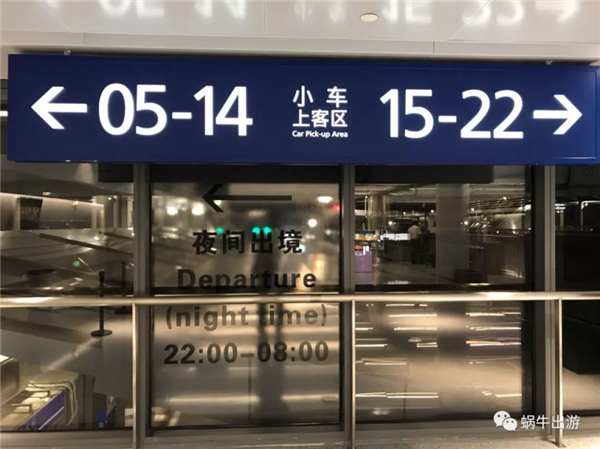 ← 05-14
小车
上客区
Car Pick-up Area
15-22 →
←
夜间出境
Departure
(night time)
22:00-08:00
蜗牛出游